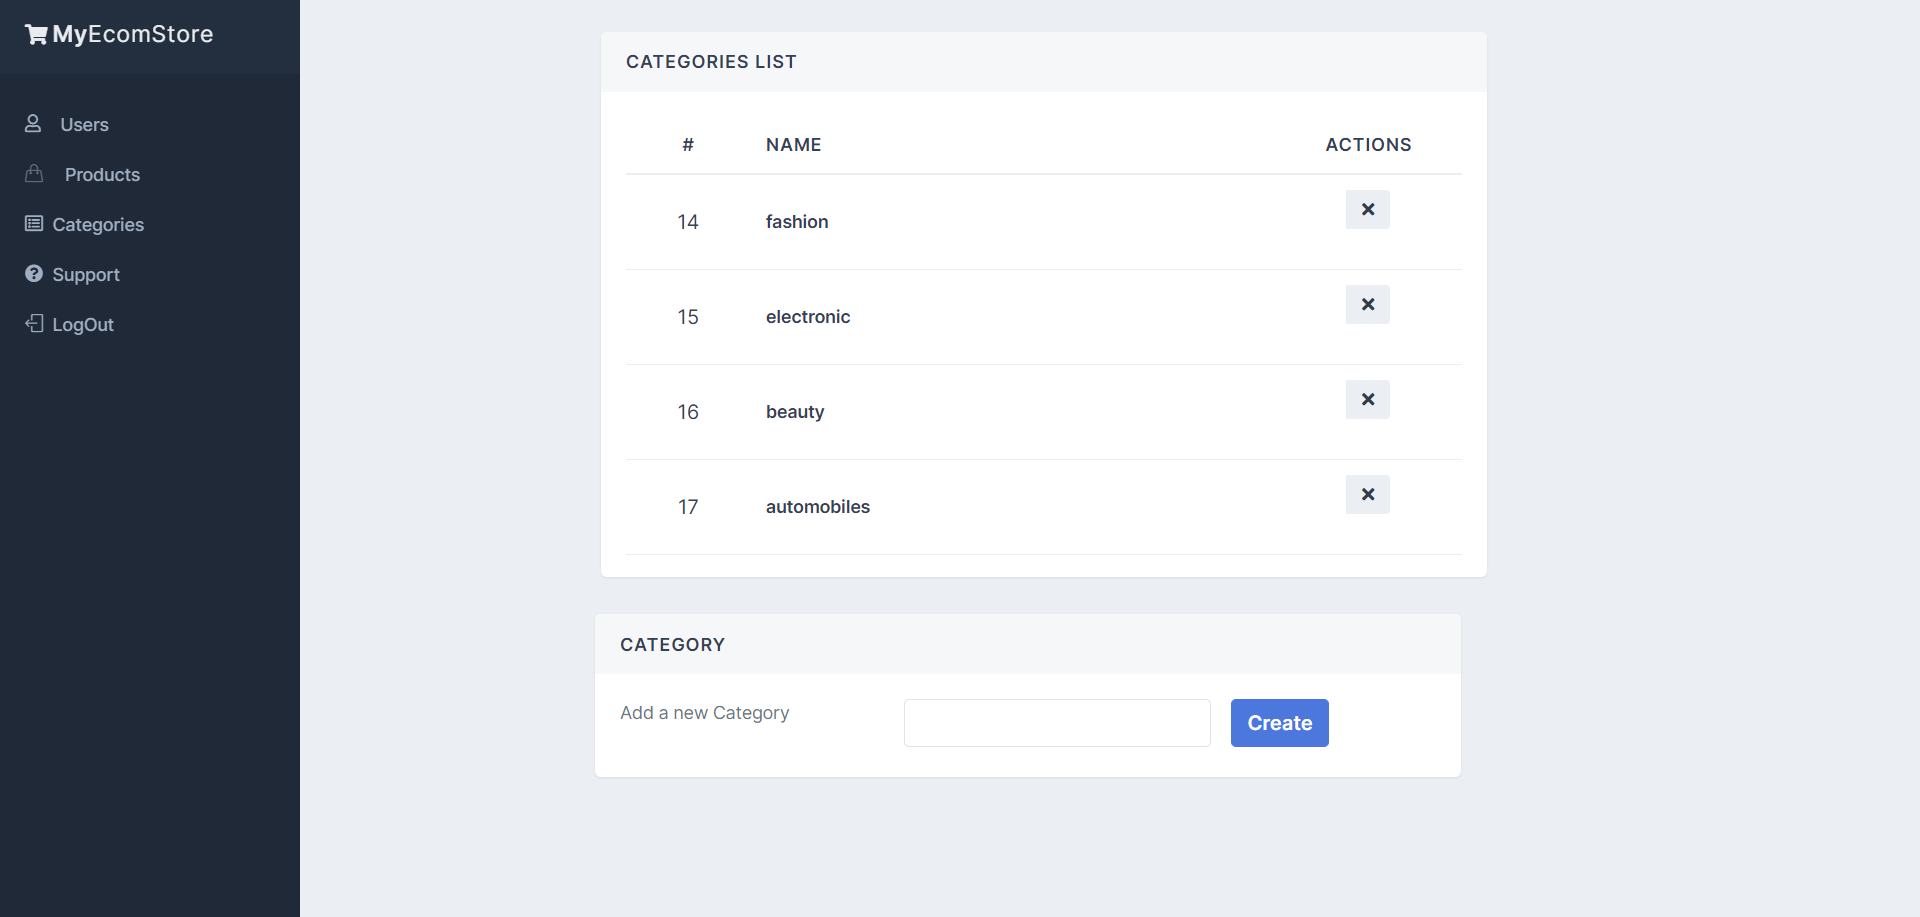 MyEcomStore
Users
Products
Categories
Support
LogOut
CATEGORIES LIST
# NAME ACTIONS
14 fashion
15 electronic
16 beauty
17 automobiles
CATEGORY
Add a new Category Create